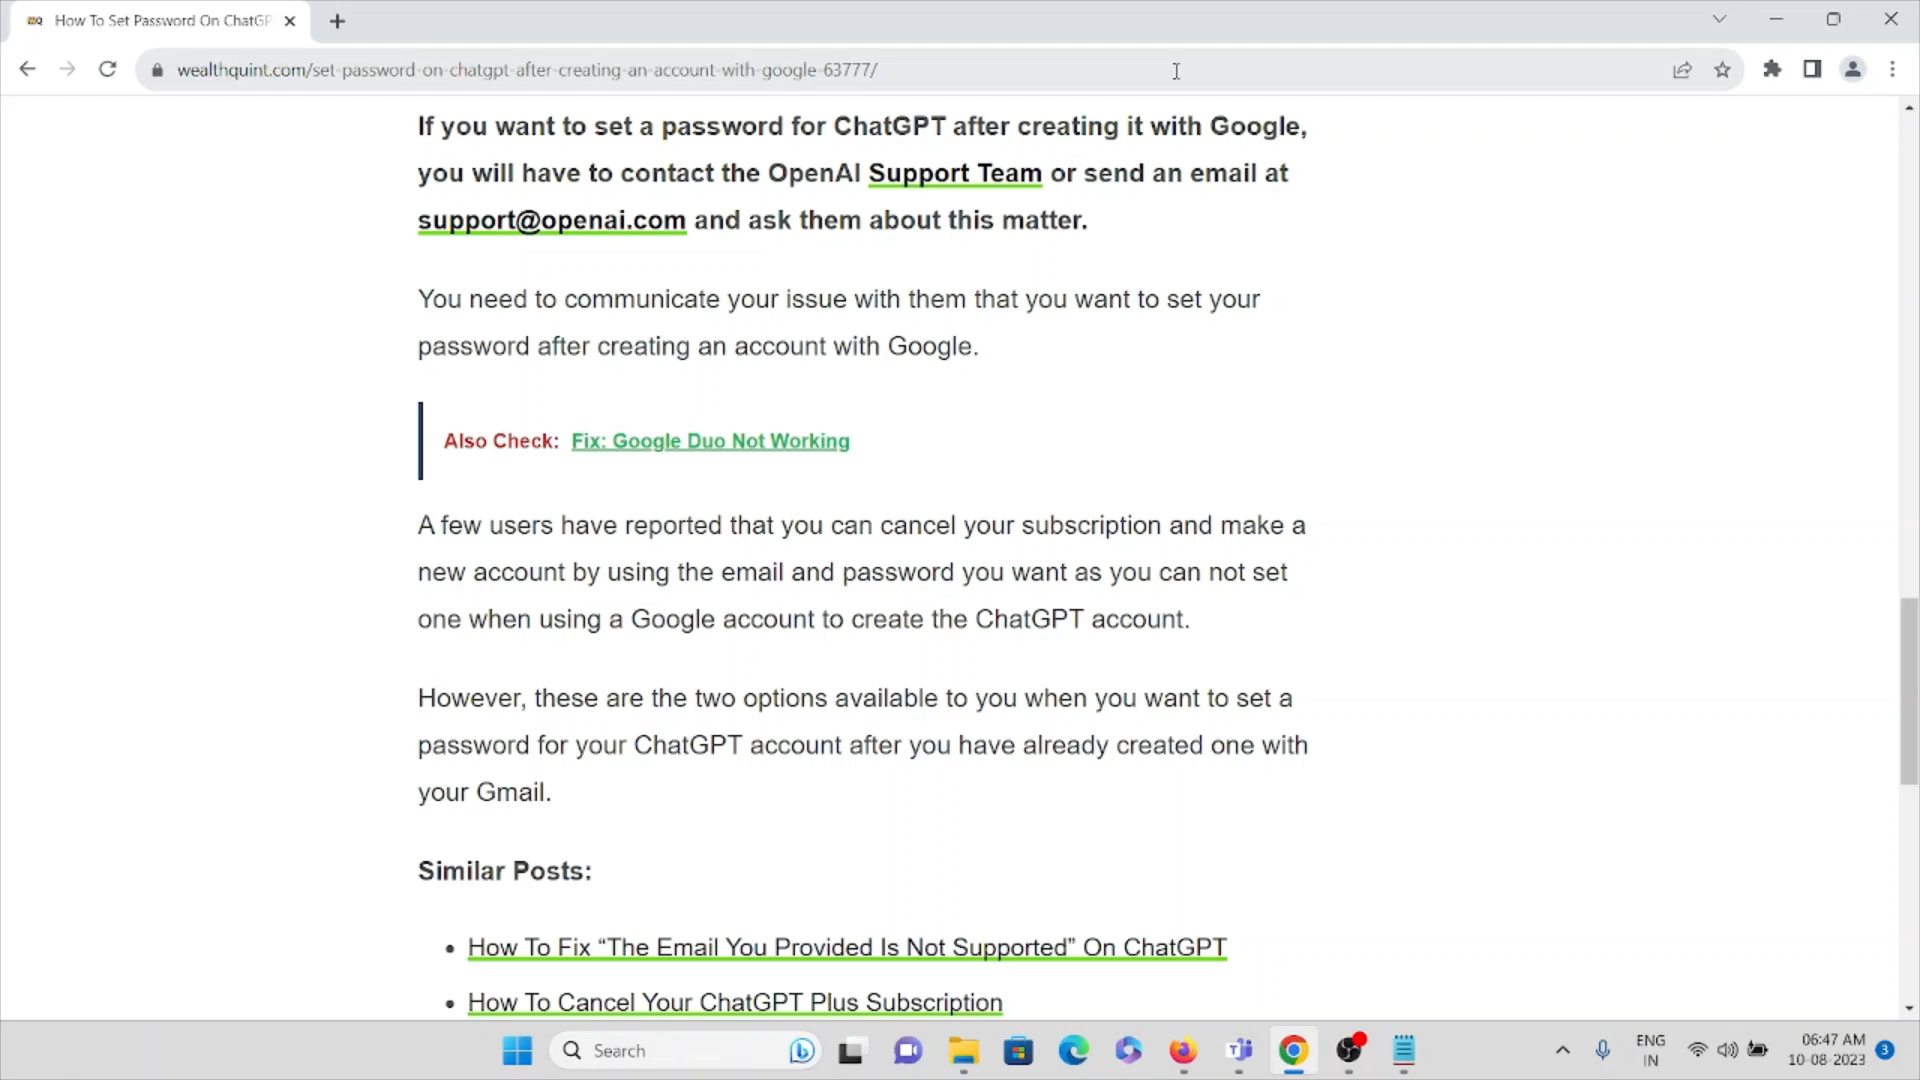 How To Set Password On ChatGP
wealthquint.com/set-password-on-chatgpt-after-creating-an-account-with-google-63777/
If you want to set a password for ChatGPT after creating it with Google,
you will have to contact the OpenAI Support Team or send an email at
support@openai.com and ask them about this matter.
You need to communicate your issue with them that you want to set your
password after creating an account with Google.
Also Check: Fix: Google Duo Not Working
A few users have reported that you can cancel your subscription and make a
new account by using the email and password you want as you can not set
one when using a Google account to create the ChatGPT account.
However, these are the two options available to you when you want to set a
password for your ChatGPT account after you have already created one with
your Gmail.
Similar Posts:
• How To Fix “The Email You Provided Is Not Supported” On ChatGPT
• How To Cancel Your ChatGPT Plus Subscription
Search
ENG
IN
06:47 AM
10-08-2023
3